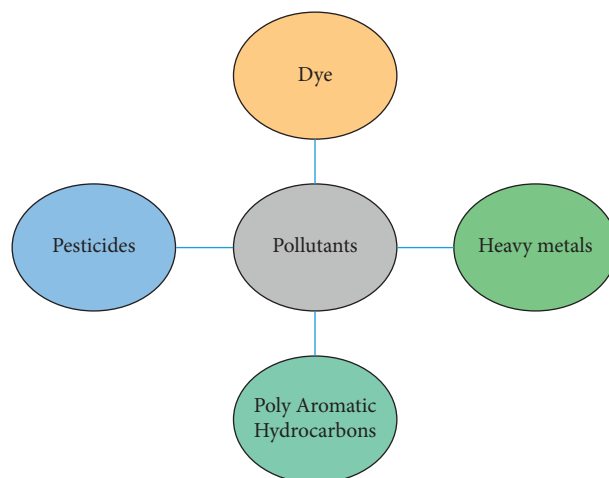 Dye
Pesticides
Pollutants
Heavy metals
Poly Aromatic
Hydrocarbons